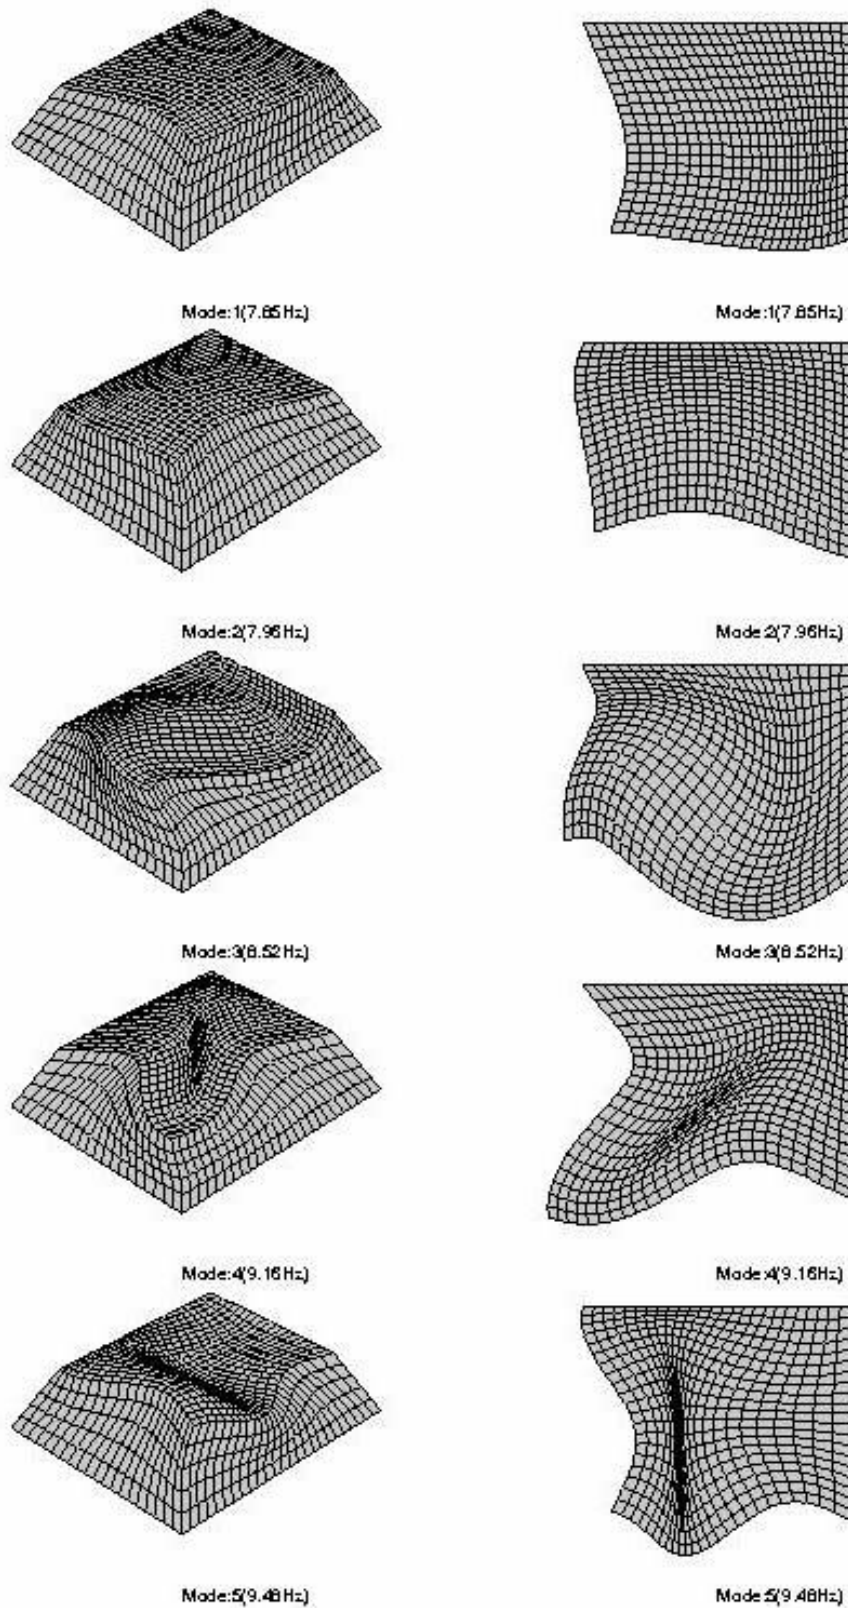 Mode:1(7.85Hz) Mode:1(7.85Hz)
Mode:2(7.96Hz) Mode:2(7.96Hz)
Mode:3(8.52Hz) Mode:3(8.52Hz)
Mode:4(9.16Hz) Mode:4(9.16Hz)
Mode:5(9.48Hz) Mode:5(9.48Hz)